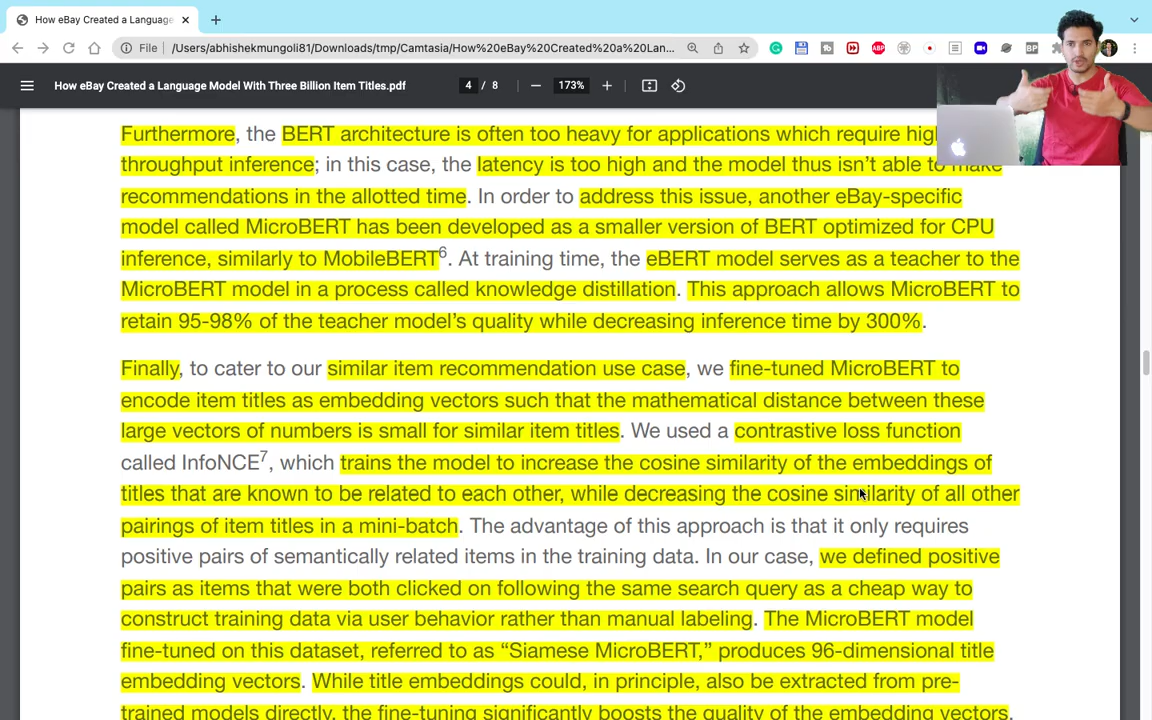 How eBay Created a Language
File /Users/abhishekmungoli81/Downloads/tmp/Camtasia/How%20eBay%20Created%20a%20Lan...
ABP
BP
How eBay Created a Language Model With Three Billion Item Titles.pdf
4 / 8
173%
Furthermore, the BERT architecture is often too heavy for applications which require
throughput inference; in this case, the latency is too high and the model thus isn't able to make
recommendations in the allotted time. In order to address this issue, another eBay-specific
model called MicroBERT has been developed as a smaller version of BERT optimized for CPU
inference, similarly to MobileBERT6. At training time, the eBERT model serves as a teacher to the
MicroBERT model in a process called knowledge distillation. This approach allows MicroBERT to
retain 95-98% of the teacher model's quality while decreasing inference time by 300%.
Finally, to cater to our similar item recommendation use case, we fine-tuned MicroBERT to
encode item titles as embedding vectors such that the mathematical distance between these
large vectors of numbers is small for similar item titles. We used a contrastive loss function
called InfoNCE7, which trains the model to increase the cosine similarity of the embeddings of
titles that are known to be related to each other, while decreasing the cosine similarity of all other
pairings of item titles in a mini-batch. The advantage of this approach is that it only requires
positive pairs of semantically related items in the training data. In our case, we defined positive
pairs as items that were both clicked on following the same search query as a cheap way to
construct training data via user behavior rather than manual labeling. The MicroBERT model
fine-tuned on this dataset, referred to as “Siamese MicroBERT,” produces 96-dimensional title
embedding vectors. While title embeddings could, in principle, also be extracted from pre-
trained models directly, the fine-tuning significantly boosts the quality of the embedding vectors.